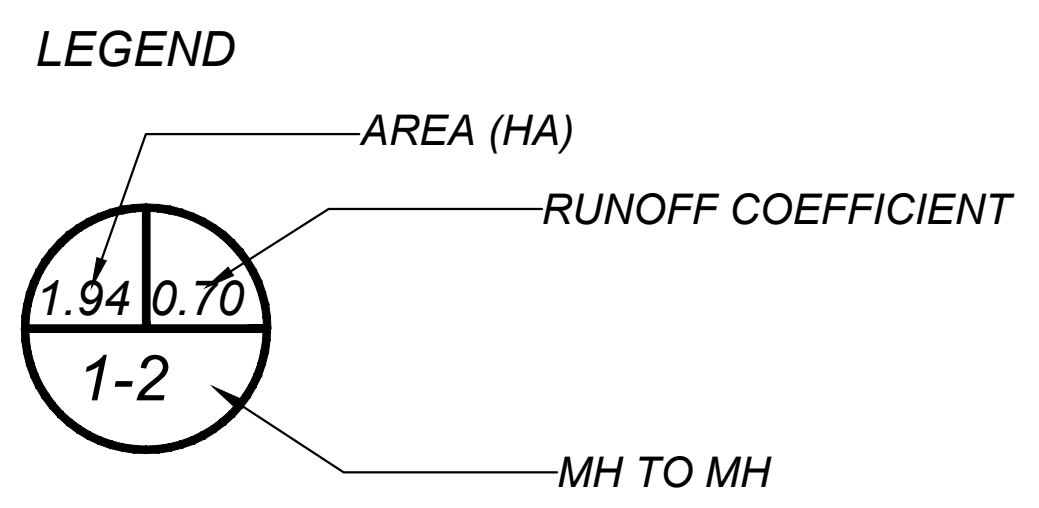 LEGEND
AREA (HA)
RUNOFF COEFFICIENT
1.94 0.70
1-2
MH TO MH